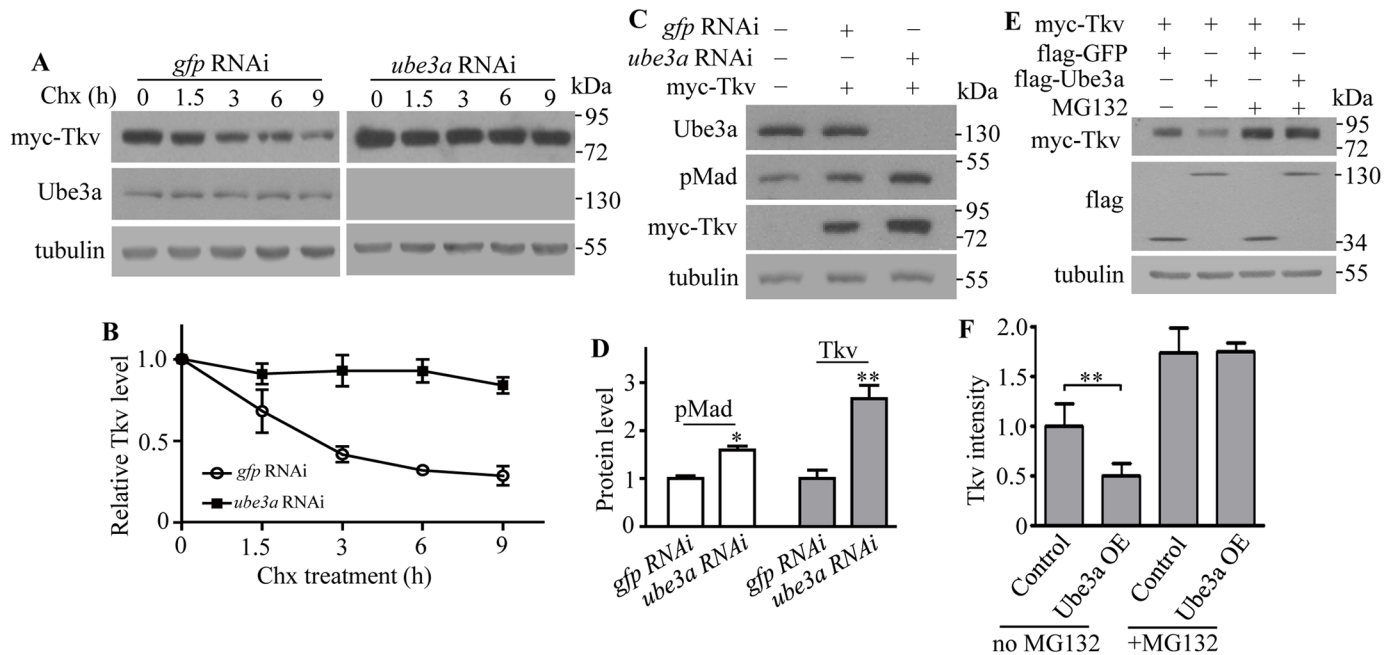 A
gfp RNAi
ube3a RNAi
Chx (h) 0 1.5 3 6 9 0 1.5 3 6 9 kDa
myc-Tkv
-95
-72
Ube3a
-130
tubulin
-55
B
Relative Tkv level
1.0
0.5
0
gfp RNAi
ube3a RNAi
0 1.5 3 6 9
Chx treatment (h)
C
gfp RNAi – + –
ube3a RNAi – – +
myc-Tkv – + + kDa
Ube3a
-130
-55
pMad
-95
myc-Tkv
-72
tubulin
-55
D
Protein level
3
2
1
0
pMad
*
Tkv
**
gfp RNAi
ube3a RNAi
gfp RNAi
ube3a RNAi
E
myc-Tkv + + + +
flag-GFP + – + –
flag-Ube3a – + – +
MG132 – – + + kDa
myc-Tkv
-95
-72
-130
flag
-34
tubulin
-55
F
Tkv intensity
2.0
1.5
1.0
0.5
0.0
**
Control
Ube3a OE
Control
Ube3a OE
no MG132
+MG132